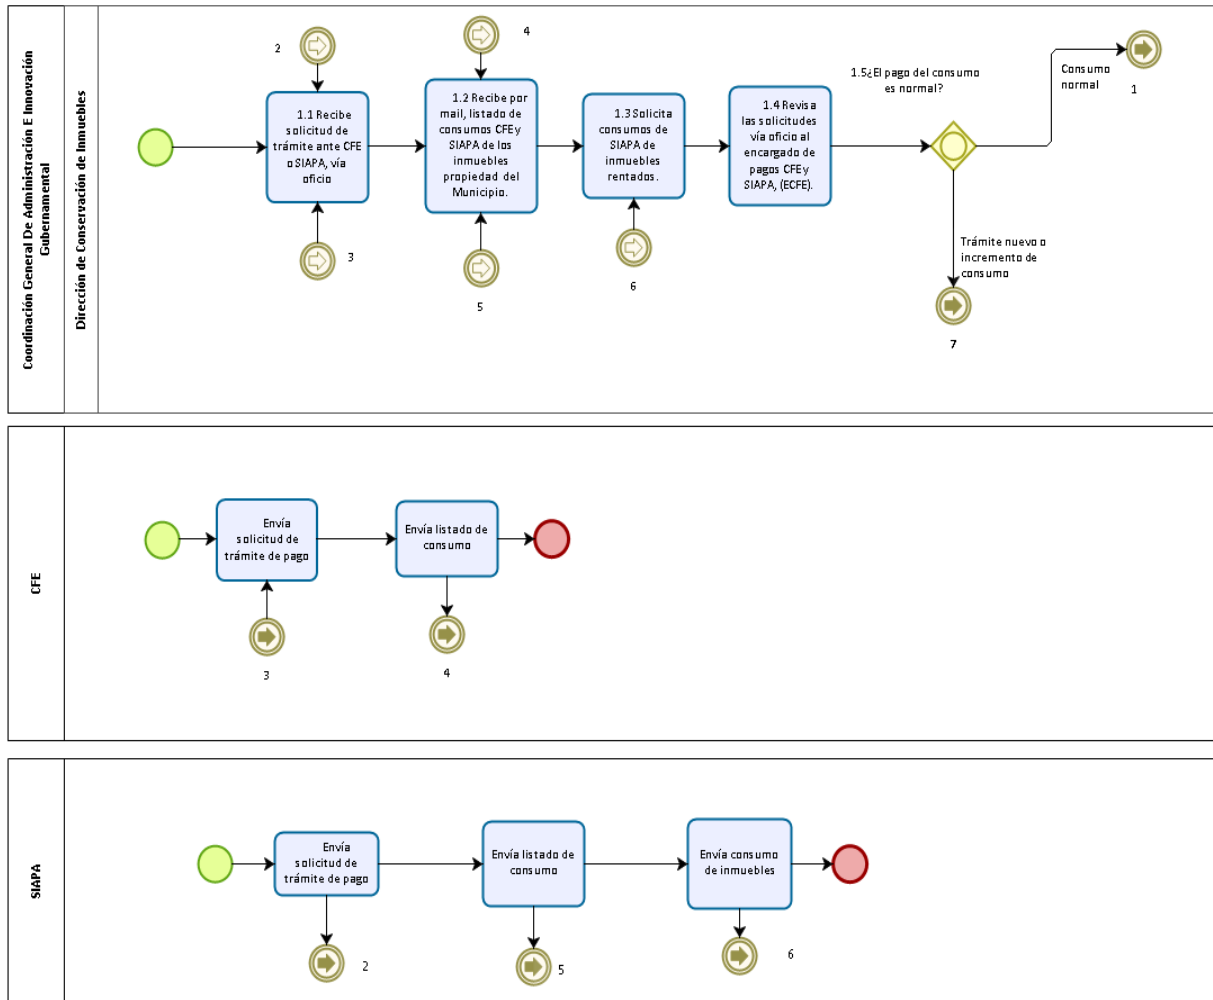 Coordinación General De Administración E Innovación
Gubernamental
Dirección de Conservación de Inmuebles
2
4
1.1 Recibe
solicitud de
trámite ante CFE
o SIAPA, vía
oficio
1.2 Recibe por
mail, listado de
consumos CFE y
SIAPA de los
inmuebles
propiedad del
Municipio.
1.3 Solicita
consumos de
SIAPA de
inmuebles
rentados.
1.4 Revisa
las solicitudes
vía oficio al
encargado de
pagos CFE y
SIAPA, (ECFE).
1.5¿El pago del consumo
es normal?
Consumo
normal
1
3
5
6
Trámite nuevo o
incremento de
consumo
7
CFE
Envía
solicitud de
trámite de pago
Envía listado de
consumo
3
4
SIAPA
Envía
solicitud de
trámite de pago
Envía listado de
consumo
Envía consumo
de inmuebles
2
5
6